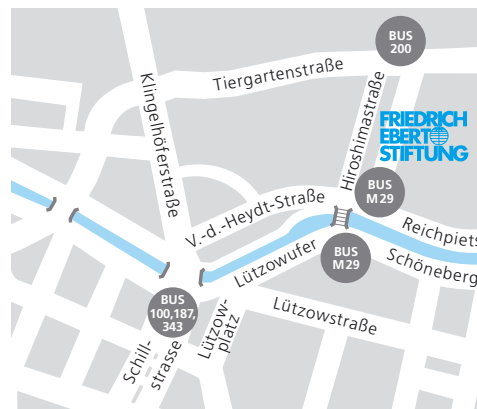 BUS
200
Tiergartenstraße
Klingelhöferstraße
Hiroshimastraße
FRIEDRICH
EBERT
STIFTUNG
BUS
M29
V.-d.-Heydt-Straße
Reichpiets
BUS
M29
Schöneberg
Lützowufer
BUS
100,187,
343
Lützow-
platz
Lützowstraße
Schill-
strasse